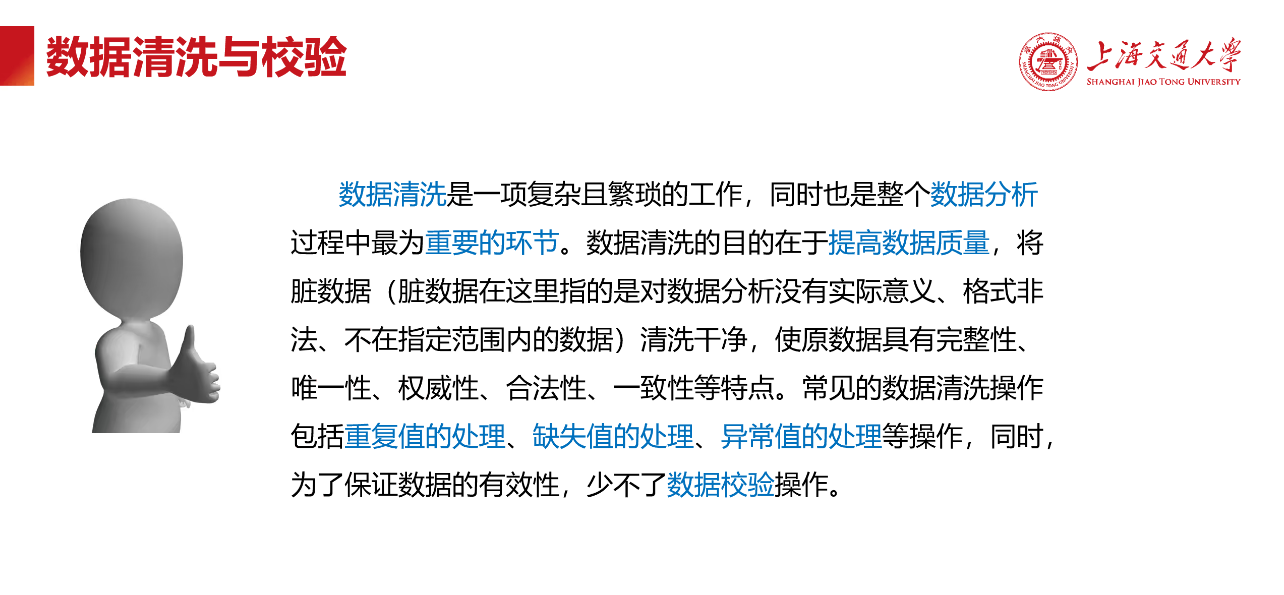 数据清洗与校验
上海交通大学
SHANGHAI JIAO TONG UNIVERSITY
数据清洗是一项复杂且繁琐的工作，同时也是整个数据分析
过程中最为重要的环节。数据清洗的目的在于提高数据质量，将
脏数据（脏数据在这里指的是对数据分析没有实际意义、格式非
法、不在指定范围内的数据）清洗干净，使原数据具有完整性、
唯一性、权威性、合法性、一致性等特点。常见的数据清洗操作
包括重复值的处理、缺失值的处理、异常值的处理等操作，同时，
为了保证数据的有效性，少不了数据校验操作。